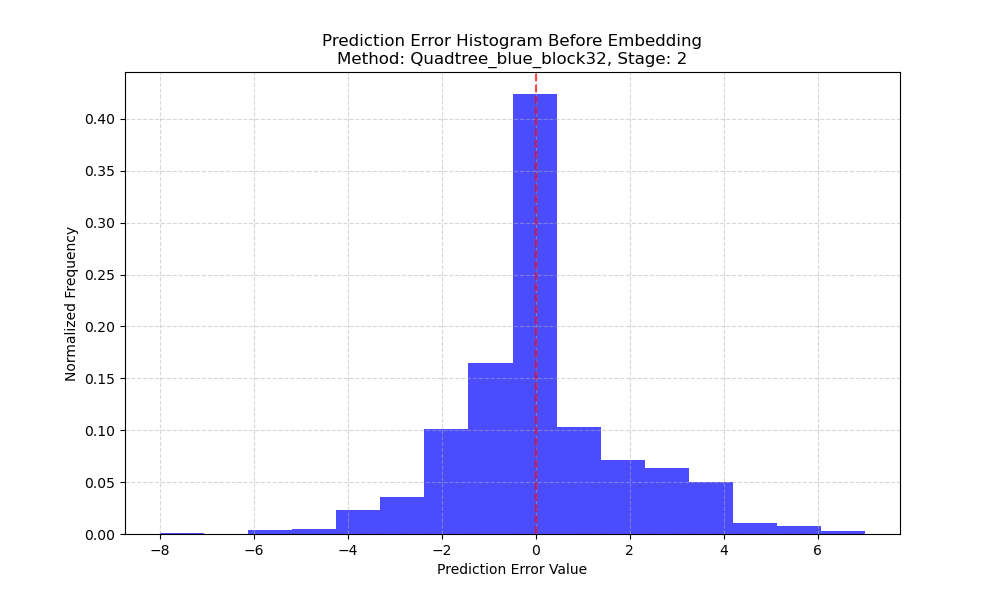 Prediction Error Histogram Before Embedding
Method: Quadtree_blue_block32, Stage: 2
Normalized Frequency
0.40
0.35
0.30
0.25
0.20
0.15
0.10
0.05
0.00
−8 −6 −4 −2 0 2 4 6
Prediction Error Value